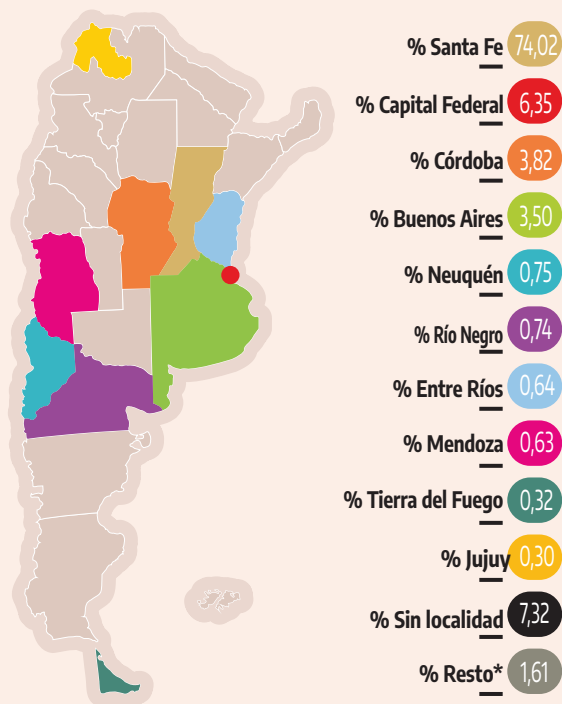 % Santa Fe 74,02
% Capital Federal 6,35
% Córdoba 3,82
% Buenos Aires 3,50
% Neuquén 0,75
% Río Negro 0,74
% Entre Ríos 0,64
% Mendoza 0,63
% Tierra del Fuego 0,32
% Jujuy 0,30
% Sin localidad 7,32
% Resto* 1,61